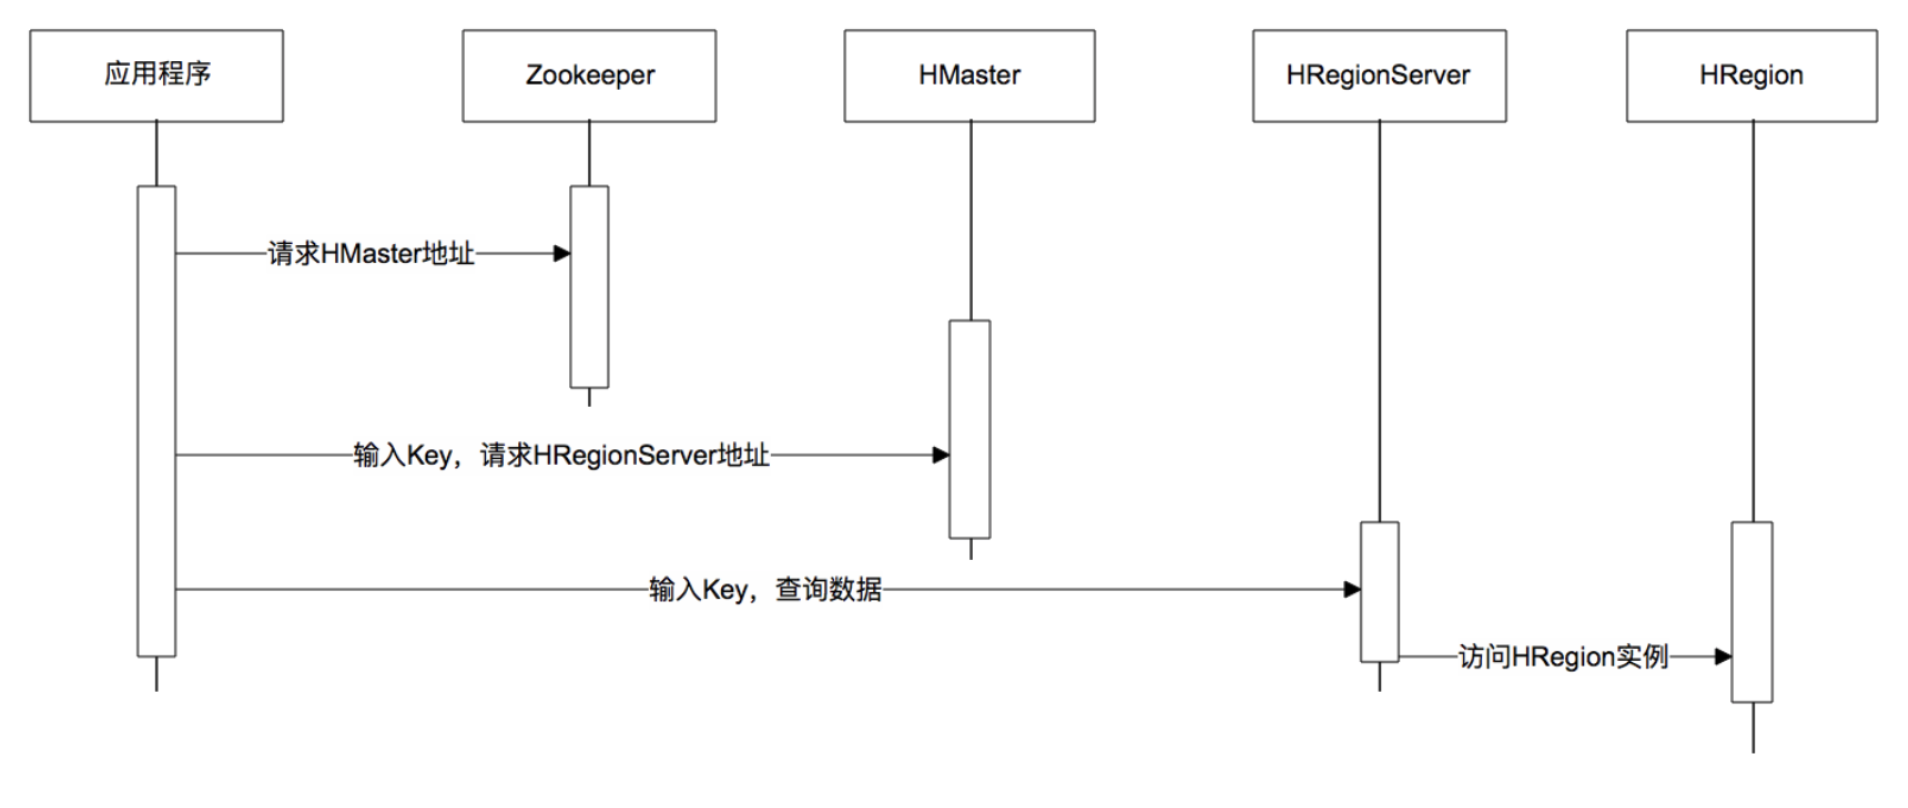 应用程序
Zookeeper
HMaster
HRegionServer
HRegion
请求HMaster地址
输入Key，请求HRegionServer地址
输入Key，查询数据
访问HRegion实例